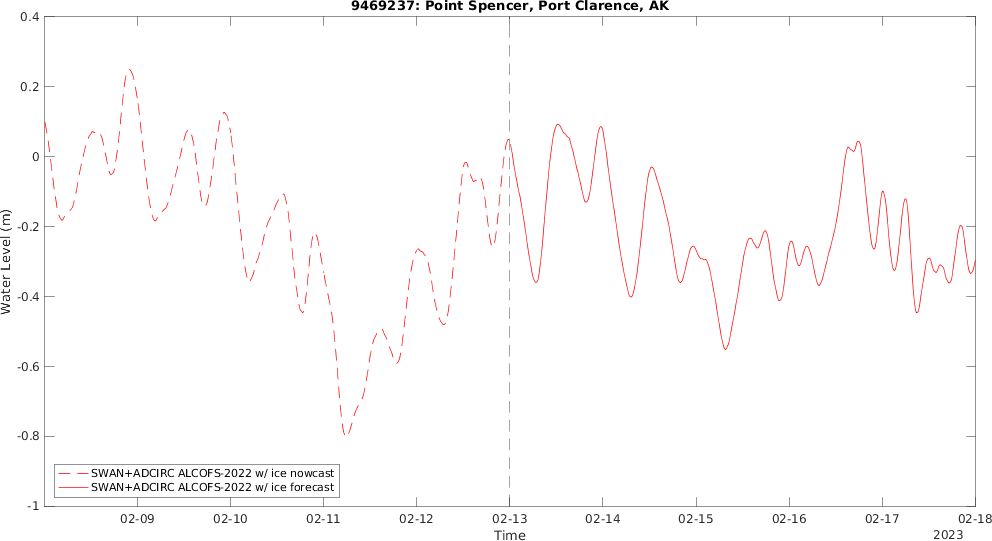 9469237: Point Spencer, Port Clarence, AK
0.4
0.2
0
-0.2
-0.4
-0.6
-0.8
-1
Water Level (m)
SWAN+ADCIRC ALCOFS-2022 w/ ice nowcast
SWAN+ADCIRC ALCOFS-2022 w/ ice forecast
02-09 02-10 02-11 02-12 02-13 02-14 02-15 02-16 02-17 02-18
Time
2023